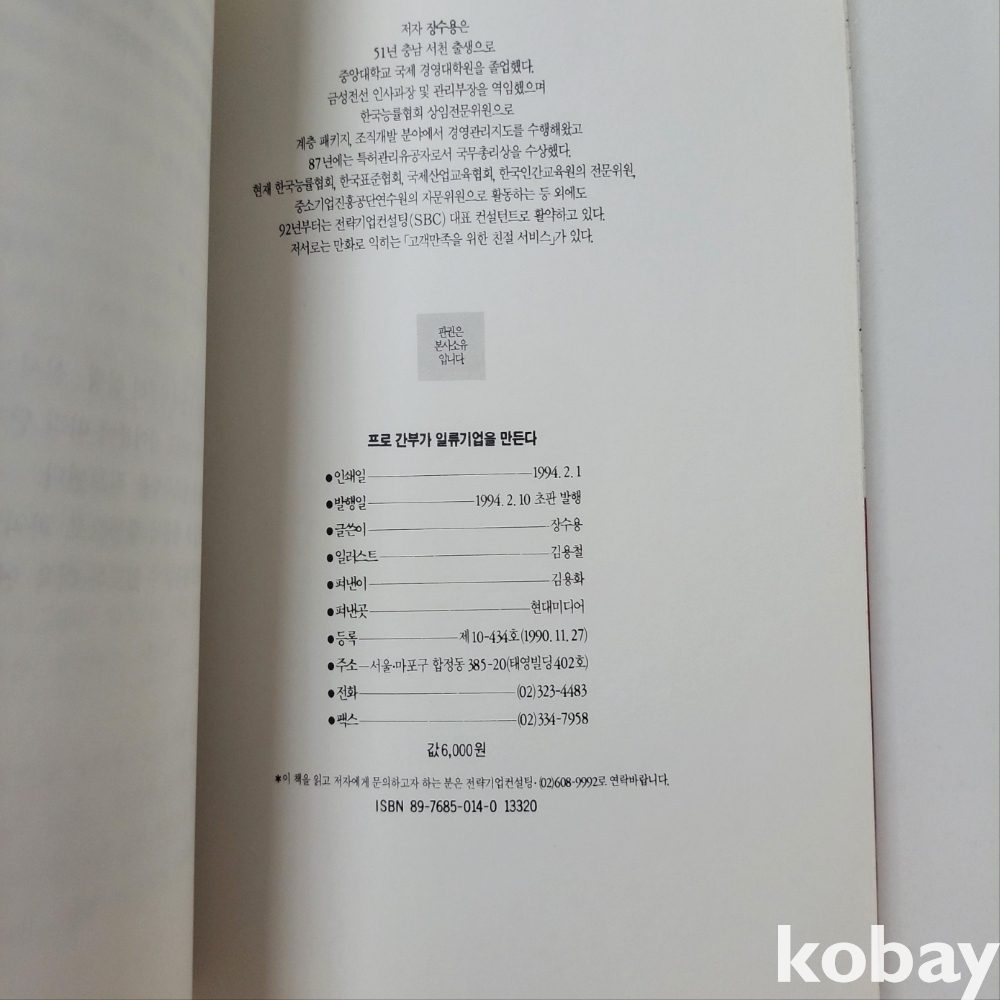 저자 장수용은
51년 충남 서천 출생으로
중앙대학교 국제 경영대학원을 졸업했다.
금성전선 인사과장 및 관리부장을 역임했으며
한국능률협회 상임전문위원으로
계층 패키지, 조직개발 분야에서 경영관리지도를 수행해왔고
87년에는 특허관리유공자로서 국무총리상을 수상했다.
현재 한국능률협회, 한국표준협회, 국제산업교육협회, 한국인간교육원의 전문위원,
중소기업진흥공단연수원의 자문위원으로 활동하는 등 외에도
92년부터는 전략기업컨설팅(SBC) 대표 컨설턴트로 활약하고 있다.
저서로는 만화로 익히는 「고객만족을 위한 친절 서비스」가 있다.
판권은
본사소유
입니다
프로 간부가 일류기업을 만든다
●인쇄일 1994. 2. 1
●발행일 1994. 2. 10 초판 발행
●글쓴이 장수용
●일러스트 김용철
●펴낸이 김용화
●펴낸곳 현대미디어
●등록 제10-434호(1990. 11. 27)
●주소 서울·마포구 합정동 385-20(태영빌딩 402호)
●전화 (02)323-4483
●팩스 (02)334-7958
값 6,000원
*이 책을 읽고 저자에게 문의하고자 하는 분은 전략기업컨설팅·(02)608-9992로 연락바랍니다.
ISBN 89-7685-014-0 13320
kobay